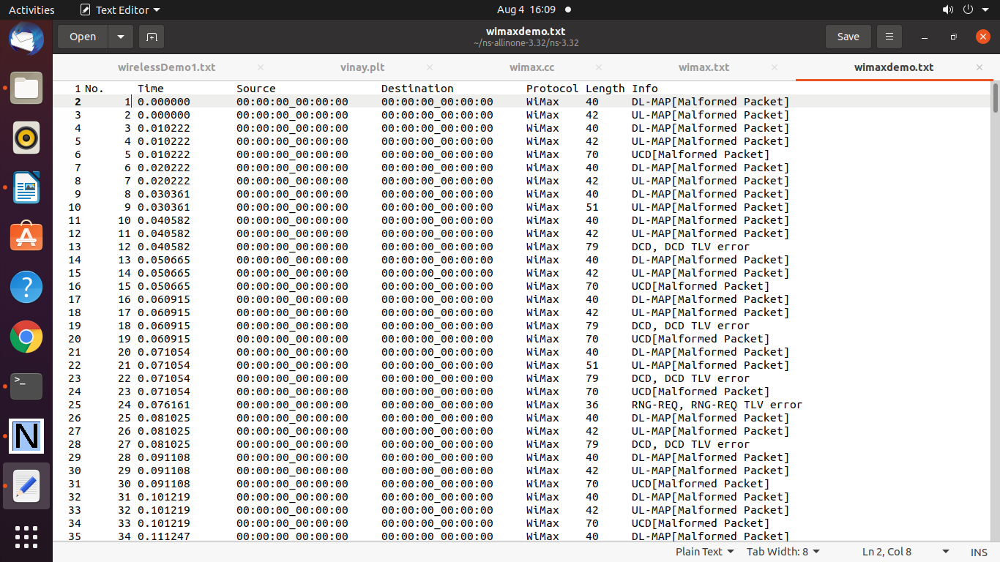 Activities Text Editor Aug 4 16:09
Open wimaxdemo.txt Save
~/ns-allinone-3.32/ns-3.32
wirelessDemo1.txt vinay.plt wimax.cc wimax.txt wimaxdemo.txt
1 No. Time Source Destination Protocol Length Info
2 1 0.000000 00:00:00_00:00:00 00:00:00_00:00:00 WiMax 40 DL-MAP[Malformed Packet]
3 2 0.000000 00:00:00_00:00:00 00:00:00_00:00:00 WiMax 42 UL-MAP[Malformed Packet]
4 3 0.010222 00:00:00_00:00:00 00:00:00_00:00:00 WiMax 40 DL-MAP[Malformed Packet]
5 4 0.010222 00:00:00_00:00:00 00:00:00_00:00:00 WiMax 42 UL-MAP[Malformed Packet]
6 5 0.010222 00:00:00_00:00:00 00:00:00_00:00:00 WiMax 70 UCD[Malformed Packet]
7 6 0.020222 00:00:00_00:00:00 00:00:00_00:00:00 WiMax 40 DL-MAP[Malformed Packet]
8 7 0.020222 00:00:00_00:00:00 00:00:00_00:00:00 WiMax 42 UL-MAP[Malformed Packet]
9 8 0.030361 00:00:00_00:00:00 00:00:00_00:00:00 WiMax 40 DL-MAP[Malformed Packet]
10 9 0.030361 00:00:00_00:00:00 00:00:00_00:00:00 WiMax 51 UL-MAP[Malformed Packet]
11 10 0.040582 00:00:00_00:00:00 00:00:00_00:00:00 WiMax 40 DL-MAP[Malformed Packet]
12 11 0.040582 00:00:00_00:00:00 00:00:00_00:00:00 WiMax 42 UL-MAP[Malformed Packet]
13 12 0.040582 00:00:00_00:00:00 00:00:00_00:00:00 WiMax 79 DCD, DCD TLV error
14 13 0.050665 00:00:00_00:00:00 00:00:00_00:00:00 WiMax 40 DL-MAP[Malformed Packet]
15 14 0.050665 00:00:00_00:00:00 00:00:00_00:00:00 WiMax 42 UL-MAP[Malformed Packet]
16 15 0.050665 00:00:00_00:00:00 00:00:00_00:00:00 WiMax 70 UCD[Malformed Packet]
17 16 0.060915 00:00:00_00:00:00 00:00:00_00:00:00 WiMax 40 DL-MAP[Malformed Packet]
18 17 0.060915 00:00:00_00:00:00 00:00:00_00:00:00 WiMax 42 UL-MAP[Malformed Packet]
19 18 0.060915 00:00:00_00:00:00 00:00:00_00:00:00 WiMax 79 DCD, DCD TLV error
20 19 0.060915 00:00:00_00:00:00 00:00:00_00:00:00 WiMax 70 UCD[Malformed Packet]
21 20 0.071054 00:00:00_00:00:00 00:00:00_00:00:00 WiMax 40 DL-MAP[Malformed Packet]
22 21 0.071054 00:00:00_00:00:00 00:00:00_00:00:00 WiMax 51 UL-MAP[Malformed Packet]
23 22 0.071054 00:00:00_00:00:00 00:00:00_00:00:00 WiMax 79 DCD, DCD TLV error
24 23 0.071054 00:00:00_00:00:00 00:00:00_00:00:00 WiMax 70 UCD[Malformed Packet]
25 24 0.076161 00:00:00_00:00:00 00:00:00_00:00:00 WiMax 36 RNG-REQ, RNG-REQ TLV error
26 25 0.081025 00:00:00_00:00:00 00:00:00_00:00:00 WiMax 40 DL-MAP[Malformed Packet]
27 26 0.081025 00:00:00_00:00:00 00:00:00_00:00:00 WiMax 42 UL-MAP[Malformed Packet]
28 27 0.081025 00:00:00_00:00:00 00:00:00_00:00:00 WiMax 79 DCD, DCD TLV error
29 28 0.091108 00:00:00_00:00:00 00:00:00_00:00:00 WiMax 40 DL-MAP[Malformed Packet]
30 29 0.091108 00:00:00_00:00:00 00:00:00_00:00:00 WiMax 42 UL-MAP[Malformed Packet]
31 30 0.091108 00:00:00_00:00:00 00:00:00_00:00:00 WiMax 70 UCD[Malformed Packet]
32 31 0.101219 00:00:00_00:00:00 00:00:00_00:00:00 WiMax 40 DL-MAP[Malformed Packet]
33 32 0.101219 00:00:00_00:00:00 00:00:00_00:00:00 WiMax 42 UL-MAP[Malformed Packet]
34 33 0.101219 00:00:00_00:00:00 00:00:00_00:00:00 WiMax 70 UCD[Malformed Packet]
35 34 0.111247 00:00:00_00:00:00 00:00:00_00:00:00 WiMax 40 DL-MAP[Malformed Packet]
Plain Text Tab Width: 8 Ln 2, Col 8 INS